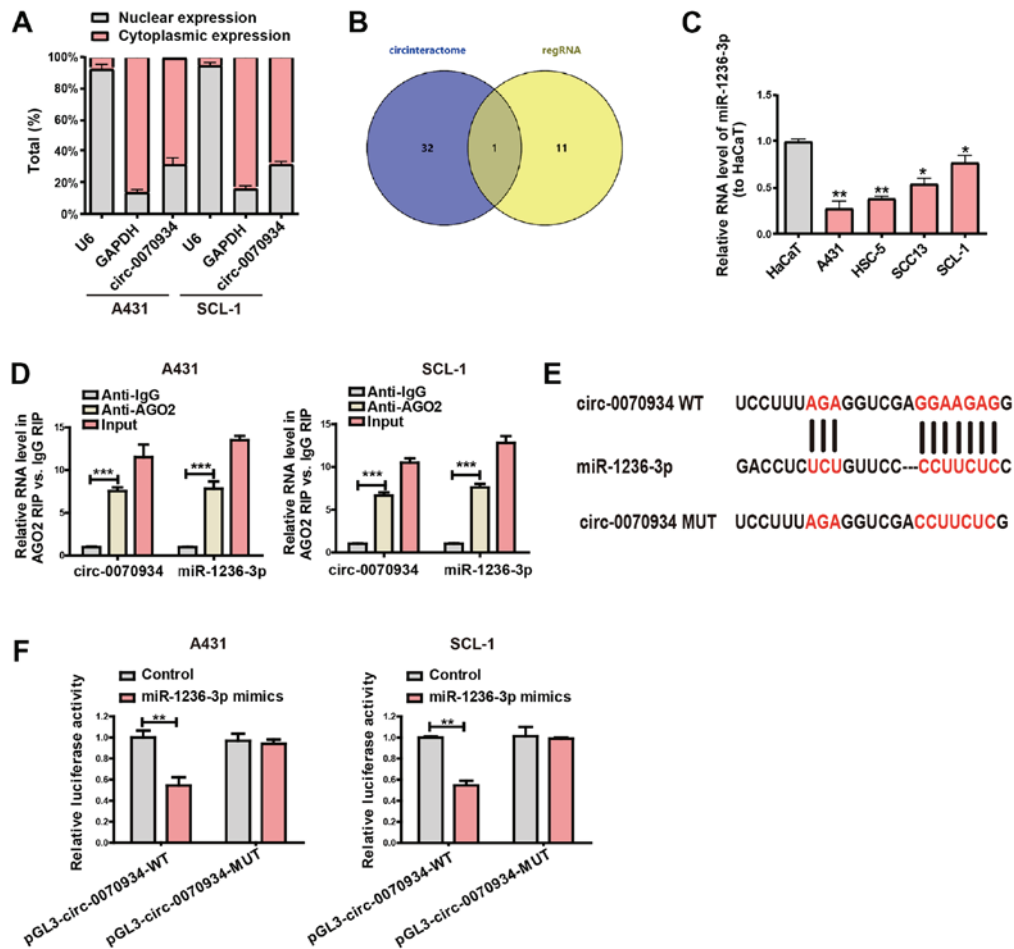 A
Nuclear expression
Cytoplasmic expression
Total (%)
100%
80%
60%
40%
20%
0%
U6
GAPDH
circ-0070934
U6
GAPDH
circ-0070934
A431
SCL-1
B
circinteractome
regRNA
32
1
11
C
Relative RNA level of miR-1236-3p
(to HaCaT)
1.5
1.0
0.5
0.0
**
**
*
*
HaCaT
A431
HSC-5
SCC13
SCL-1
D
A431
Anti-IgG
Anti-AGO2
Input
Relative RNA level in
AGO2 RIP vs. IgG RIP
15
10
5
0
***
***
circ-0070934
miR-1236-3p
SCL-1
Anti-IgG
Anti-AGO2
Input
Relative RNA level in
AGO2 RIP vs. IgG RIP
15
10
5
0
***
***
circ-0070934
miR-1236-3p
E
circ-0070934 WT UCCUUUAGAGGUCGAGGAAGAGG
miR-1236-3p GACCUCUCUGUUCC---CCUUCUCC
circ-0070934 MUT UCCUUUAGAGGUCGACCUUCUCG
F
A431
Control
miR-1236-3p mimics
Relative luciferase activity
1.2
1.0
0.8
0.6
0.4
0.2
0.0
**
pGL3-circ-0070934-WT
pGL3-circ-0070934-MUT
SCL-1
Control
miR-1236-3p mimics
Relative luciferase activity
1.2
1.0
0.8
0.6
0.4
0.2
0.0
**
pGL3-circ-0070934-WT
pGL3-circ-0070934-MUT